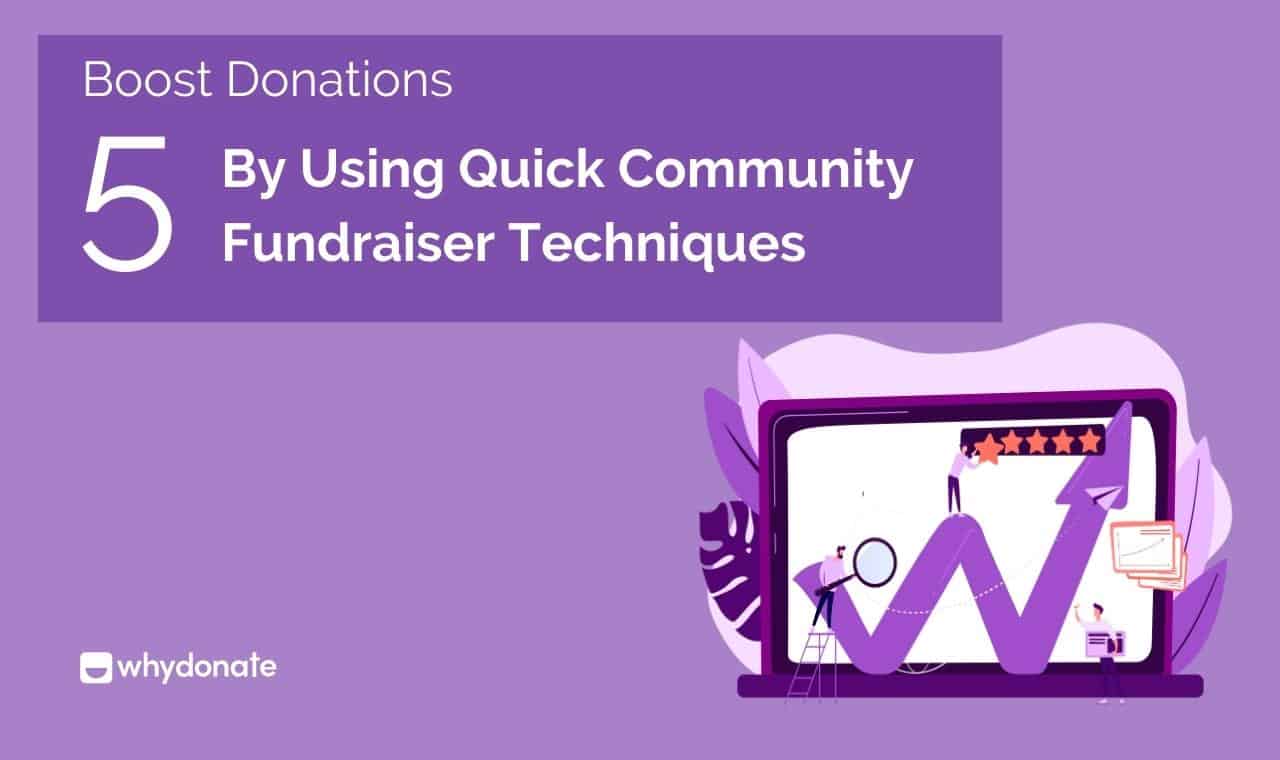 Boost Donations
5
By Using Quick Community
Fundraiser Techniques
whydonate